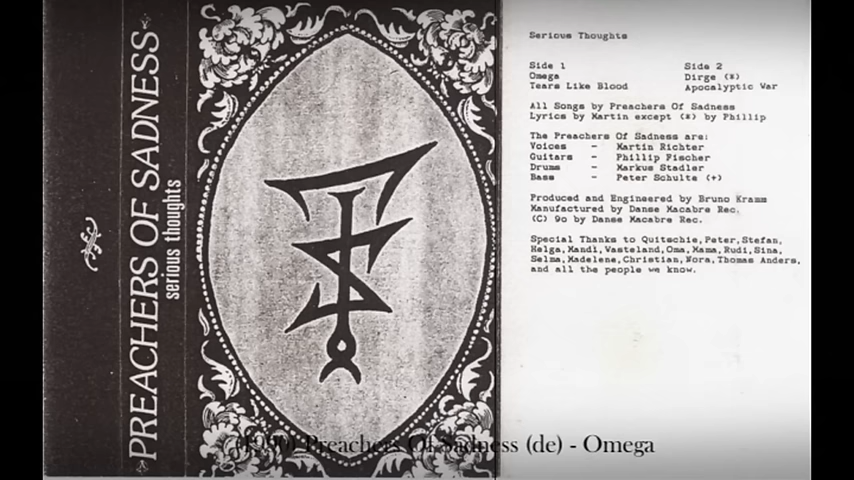 PREACHERS OF SADNESS
serious thoughts
Serious Thoughts
Side 1 Side 2
Omega Dirge (*)
Tears Like Blood Apocalyptic War
All Songs by Preachers Of Sadness
Lyrics by Martin except (*) by Phillip
The Preachers Of Sadness are:
Voices - Martin Richter
Guitars - Phillip Fischer
Drums - Markus Stadler
Bass - Peter Schulte (+)
Produced and Engineered by Bruno Kramm
Manufactured by Danse Macabre Rec.
(C) 90 by Danse Macabre Rec.
Special Thanks to Quitschie,Peter,Stefan,
Helga,Mandi,Vasteland,Oma,Mama,Rudi,Sina,
Selma,Madelene,Christian,Nora,Thomas Anders,
and all the people we know.
(1990) Preachers Of Sadness (de) - Omega